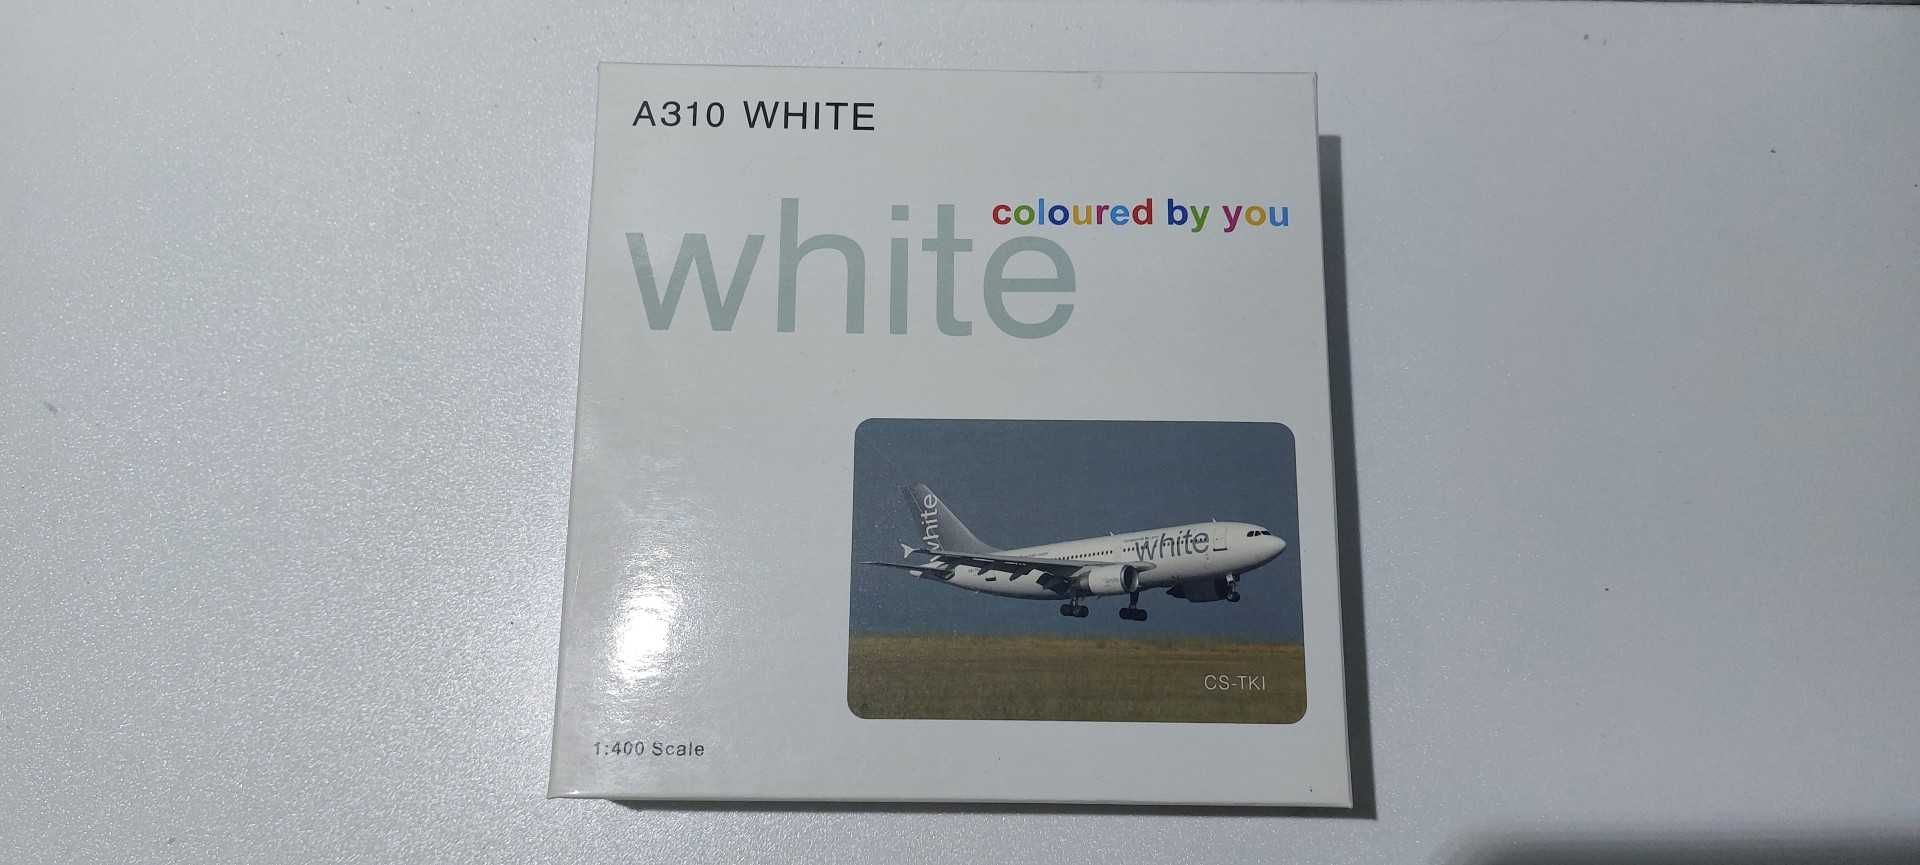 A310 WHITE
coloured by you
white
white
white
CS-TKI
1:400 Scale